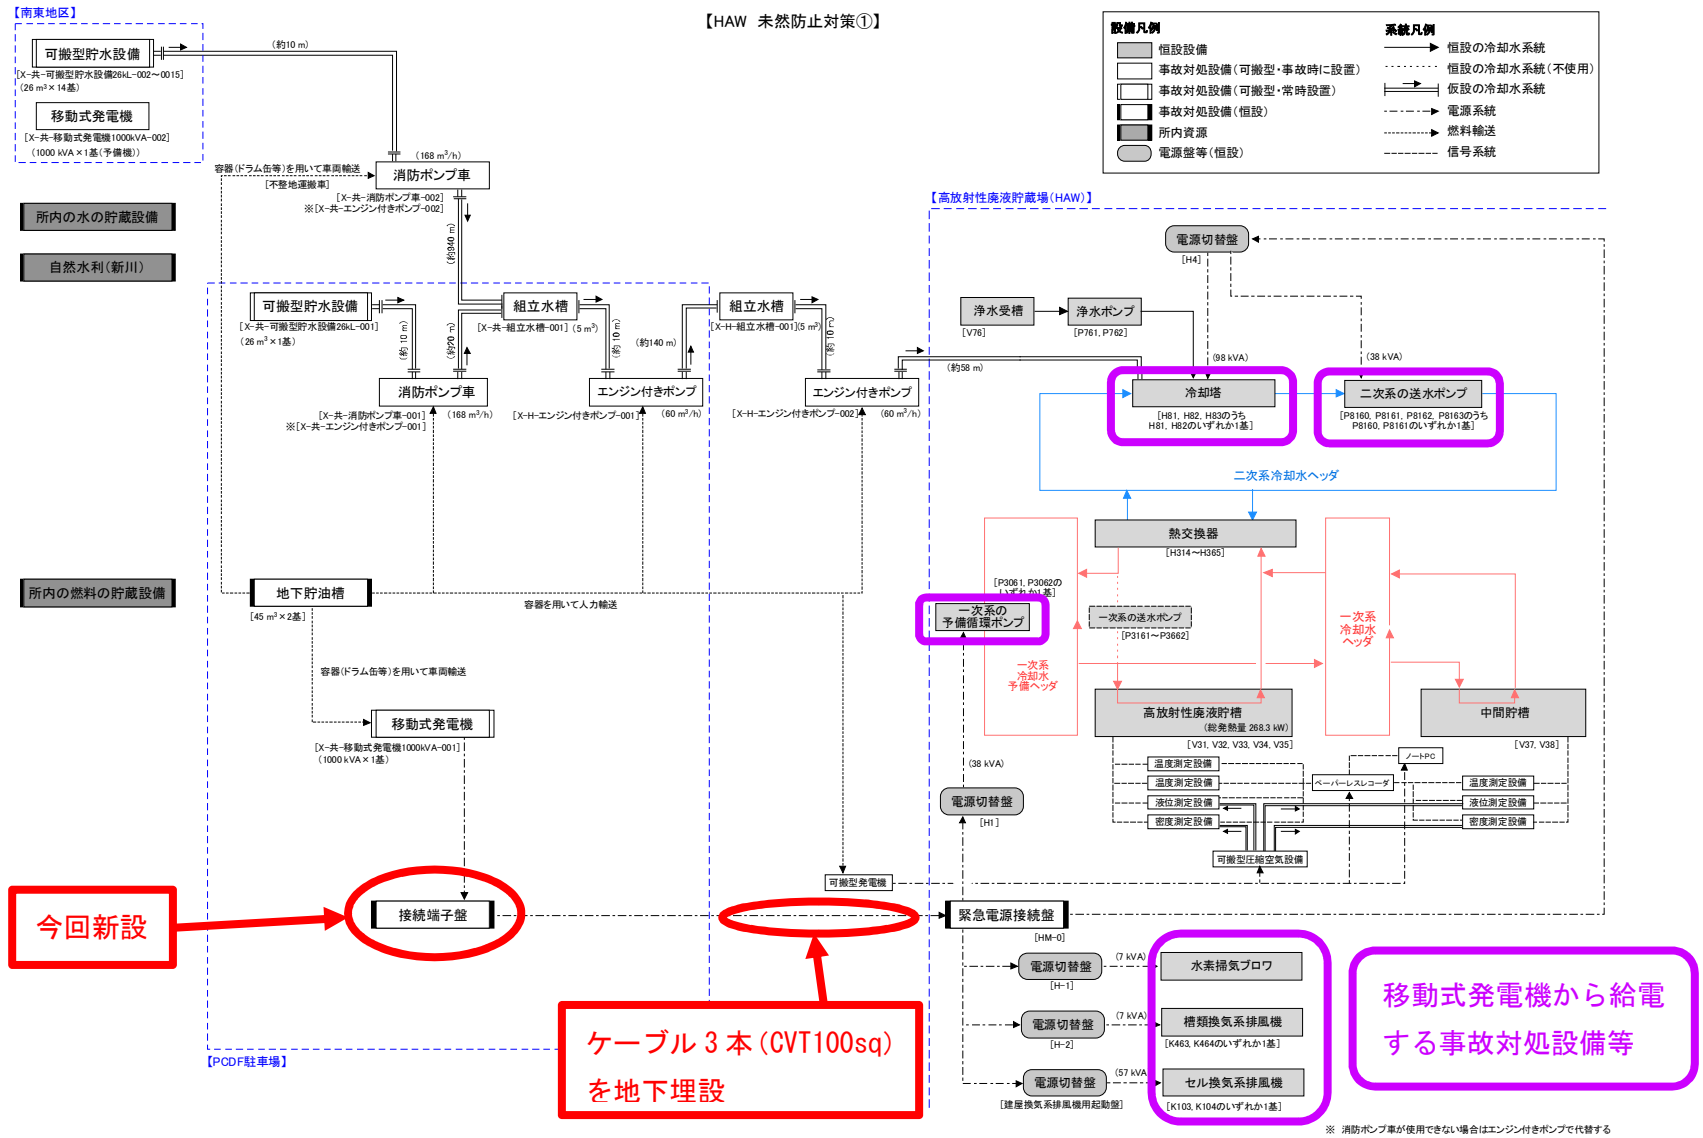 【南東地区】
【HAW 未然防止対策①】
可搬型貯水設備
(約10 m)
[X-共-可搬型貯水設備26kL-002～0015]
(26 m³×14基)
移動式発電機
[X-共-移動式発電機1000kVA-002]
(1000 kVA×1基(予備機))
設備凡例
恒設設備
事故対処設備(可搬型・事故時に設置)
事故対処設備(可搬型・常時設置)
事故対処設備(恒設)
所内資源
電源盤等(恒設)
系統凡例
恒設の冷却水系統
恒設の冷却水系統(不使用)
仮設の冷却水系統
電源系統
燃料輸送
信号系統
容器(ドラム缶等)を用いて車両輸送
[不整地運搬車]
(168 m³/h)
消防ポンプ車
[X-共-消防ポンプ車-002]
※[X-共-エンジン付きポンプ-002]
(約940 m)
所内の水の貯蔵設備
自然水利(新川)
所内の燃料の貯蔵設備
可搬型貯水設備
[X-共-可搬型貯水設備26kL-001]
(26 m³×1基)
(約10 m)
(約20 m)
組立水槽
[X-共-組立水槽-001] (5 m³)
(約10 m)
(約140 m)
組立水槽
[X-H-組立水槽-001](5 m³)
(約10 m)
消防ポンプ車
[X-共-消防ポンプ車-001] (168 m³/h)
※[X-共-エンジン付きポンプ-001]
エンジン付きポンプ
[X-H-エンジン付きポンプ-001] (60 m³/h)
エンジン付きポンプ
[X-H-エンジン付きポンプ-002] (60 m³/h)
(約58 m)
地下貯油槽
[45 m³×2基]
容器を用いて人力輸送
容器(ドラム缶等)を用いて車両輸送
移動式発電機
[X-共-移動式発電機1000kVA-001]
(1000 kVA×1基)
今回新設
接続端子盤
【PCDF駐車場】
ケーブル 3 本(CVT100sq)
を地下埋設
【高放射性廃液貯蔵場(HAW)】
電源切替盤
[H4]
浄水受槽
[V76]
浄水ポンプ
[P761, P762]
(98 kVA)
(38 kVA)
冷却塔
[H81, H82, H83のうち
H81, H82のいずれか1基]
二次系の送水ポンプ
[P8160, P8161, P8162, P8163のうち
P8160, P8161のいずれか1基]
二次系冷却水ヘッダ
熱交換器
[H314～H365]
[P3061, P3062の
いずれか1基]
一次系の
予備循環ポンプ
一次系の送水ポンプ
[P3161～P3662]
一次系
冷却水
予備ヘッダ
一次系
冷却水
ヘッダ
高放射性廃液貯槽
(総発熱量 268.3 kW)
[V31, V32, V33, V34, V35]
中間貯槽
[V37, V38]
(38 kVA)
電源切替盤
[H1]
温度測定設備
温度測定設備
液位測定設備
密度測定設備
ノートPC
ペーパーレスレコーダ
温度測定設備
液位測定設備
密度測定設備
可搬型圧縮空気設備
可搬型発電機
緊急電源接続盤
[HM-0]
電源切替盤
[H-1]
(7 kVA)
水素掃気ブロワ
電源切替盤
[H-2]
(7 kVA)
槽類換気系排風機
[K463, K464のいずれか1基]
電源切替盤
[建屋換気系排風機用起動盤]
(57 kVA
セル換気系排風機
[K103, K104のいずれか1基]
移動式発電機から給電
する事故対処設備等
※ 消防ポンプ車が使用できない場合はエンジン付きポンプで代替する